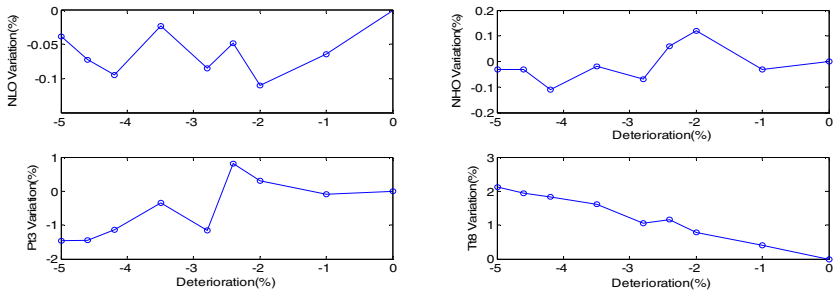 0
-0.05
-0.1
NLO Variation(%)
-5 -4 -3 -2 -1 0
0.2
0.1
0
-0.1
-0.2
NHO Variation(%)
-5 -4 -3 -2 -1 0
Deterioration(%)
1
0
-1
-2
Pt3 Variation(%)
-5 -4 -3 -2 -1 0
Deterioration(%)
3
2
1
0
Tt8 Variation(%)
-5 -4 -3 -2 -1 0
Deterioration(%)